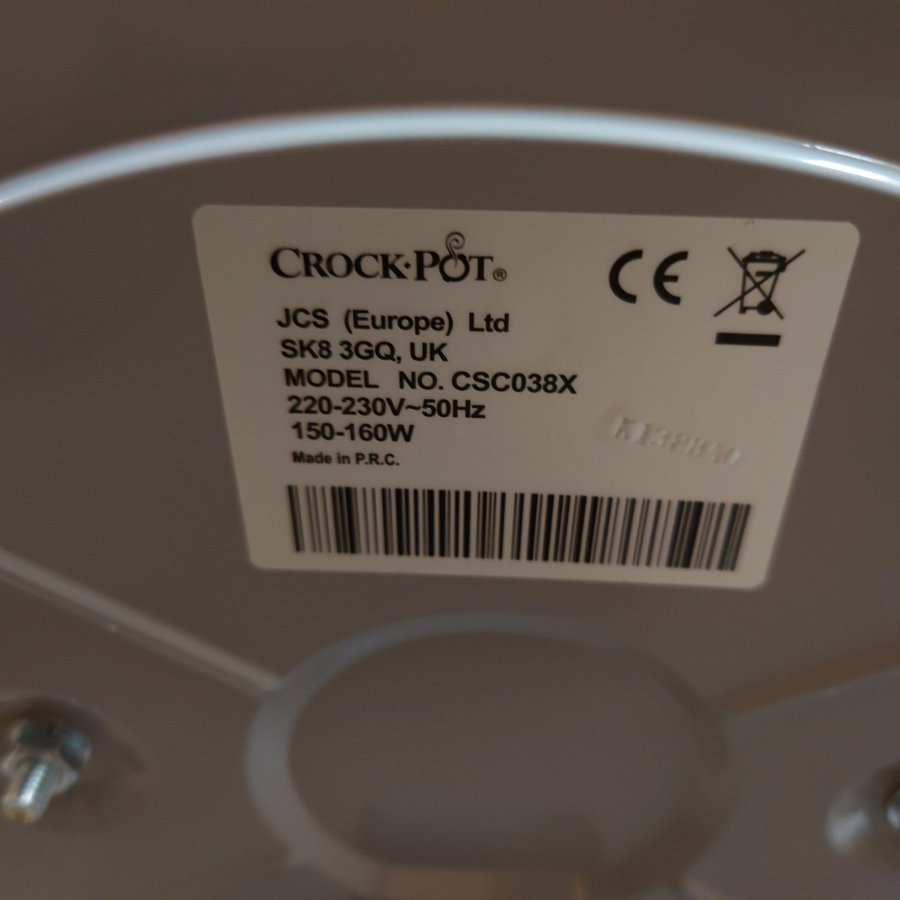 CROCK·POT®
CE
JCS (Europe) Ltd
SK8 3GQ, UK
MODEL NO. CSC038X
220-230V~50Hz
150-160W
Made in P.R.C.